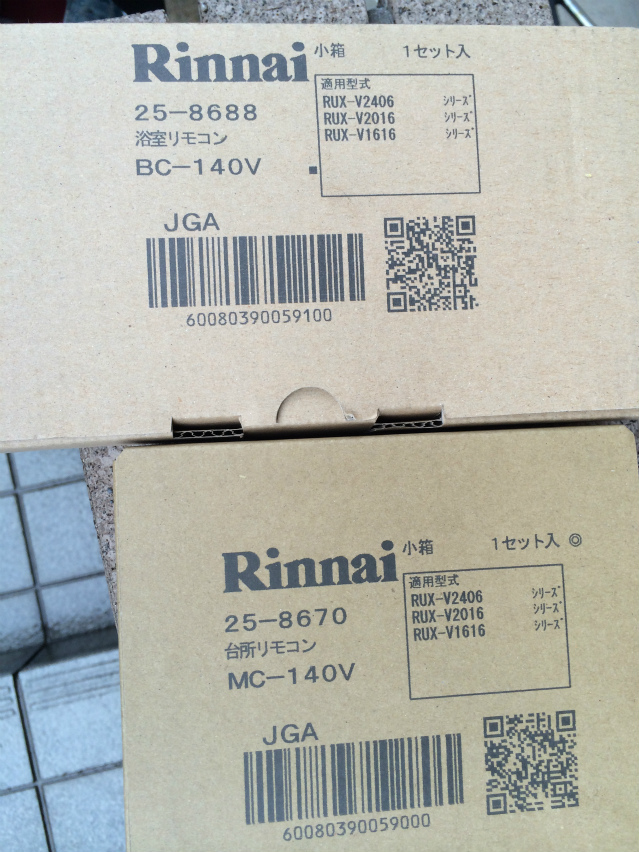 Rinnai 小箱 1セット入
適用型式
RUX-V2406 シリーズ
RUX-V2016 シリーズ
RUX-V1616 シリーズ
25-8688
浴室リモコン
BC-140V
JGA
60080390059100
Rinnai 小箱 1セット入 ◎
適用型式
RUX-V2406 シリーズ
RUX-V2016 シリーズ
RUX-V1616 シリーズ
25-8670
台所リモコン
MC-140V
JGA
60080390059000